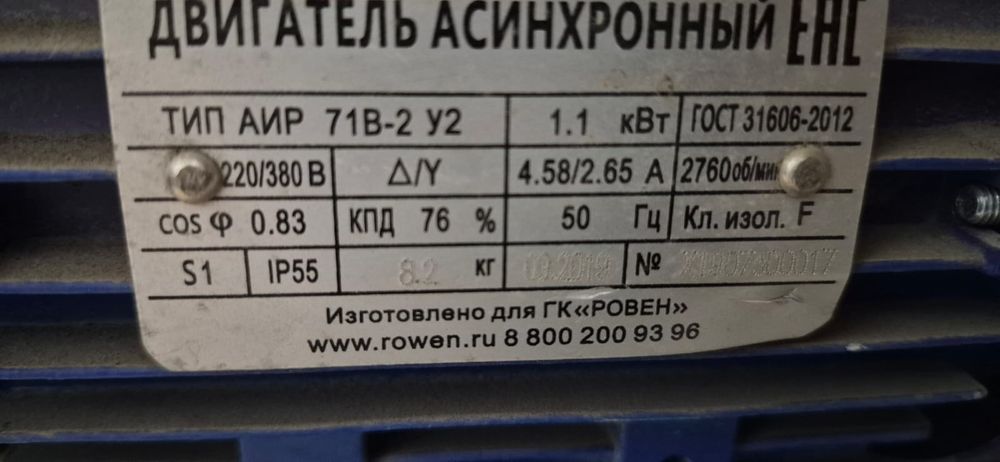 ДВИГАТЕЛЬ АСИНХРОННЫЙ EAC
ТИП АИР 71В-2 У2 1.1 кВт ГОСТ 31606-2012
220/380 В Δ/Y 4.58/2.65 А 2760об/мин
cos φ 0.83 КПД 76 % 50 Гц Кл. изол. F
S1 IP55 8.2 кг №
Изготовлено для ГК«РОВЕН»
www.rowen.ru 8 800 200 93 96